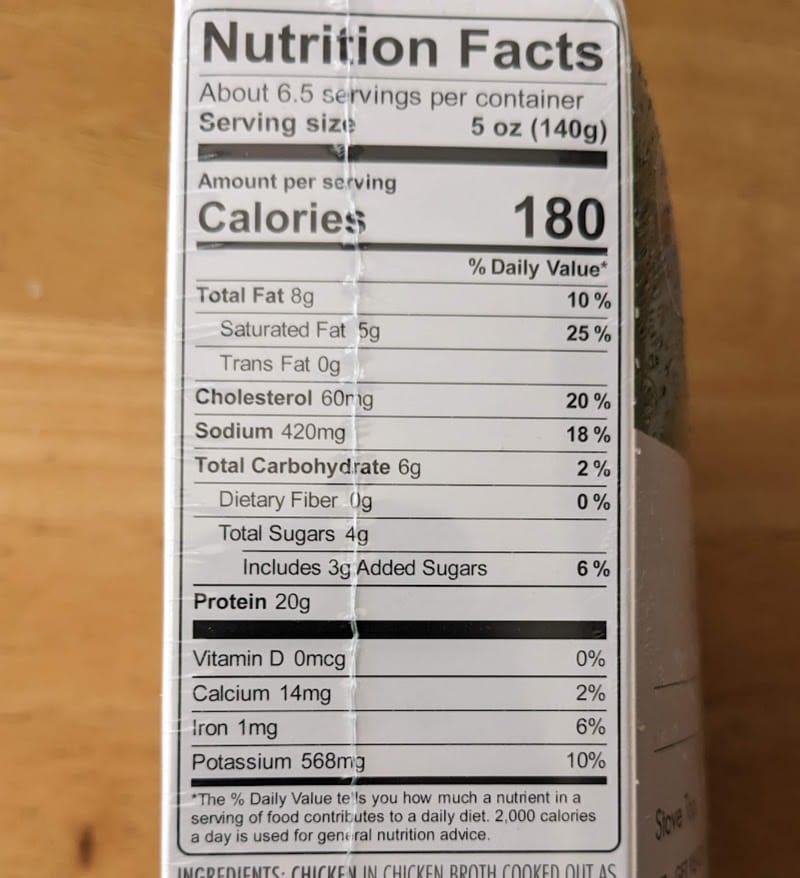 Nutrition Facts
About 6.5 servings per container
Serving size 5 oz (140g)
Amount per serving
Calories 180
% Daily Value*
Total Fat 8g 10 %
Saturated Fat 5g 25 %
Trans Fat 0g
Cholesterol 60mg 20 %
Sodium 420mg 18 %
Total Carbohydrate 6g 2 %
Dietary Fiber 0g 0 %
Total Sugars 4g
Includes 3g Added Sugars 6 %
Protein 20g
Vitamin D 0mcg 0%
Calcium 14mg 2%
Iron 1mg 6%
Potassium 568mg 10%
*The % Daily Value tells you how much a nutrient in a
serving of food contributes to a daily diet. 2,000 calories
a day is used for general nutrition advice.
INGREDIENTS: CHICKEN IN CHICKEN BROTH COOKED OUT AS
Stove